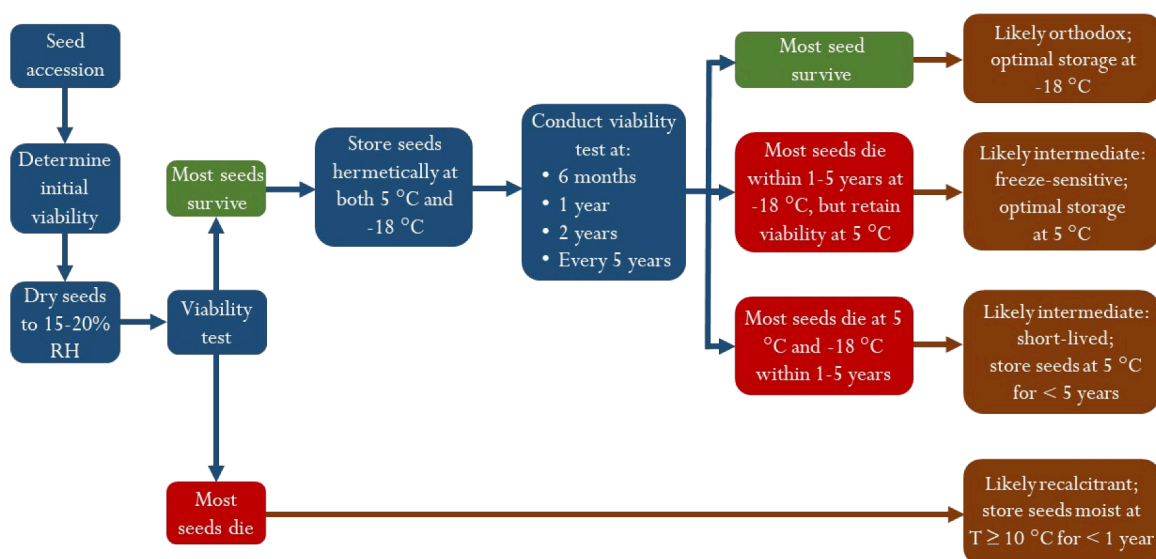 Seed
accession
Determine
initial
viability
Dry seeds
to 15-20%
RH
Viability
test
Most seeds
survive
Most
seeds die
Store seeds
hermetically at
both 5 °C and
-18 °C
Conduct viability
test at:
• 6 months
• 1 year
• 2 years
• Every 5 years
Most seed
survive
Likely orthodox;
optimal storage at
-18 °C
Most seeds die
within 1-5 years at
-18 °C, but retain
viability at 5 °C
Likely intermediate:
freeze-sensitive;
optimal storage
at 5 °C
Most seeds die at 5
°C and -18 °C
within 1-5 years
Likely intermediate:
short-lived;
store seeds at 5 °C
for < 5 years
Likely recalcitrant;
store seeds moist at
T ≥ 10 °C for < 1 year